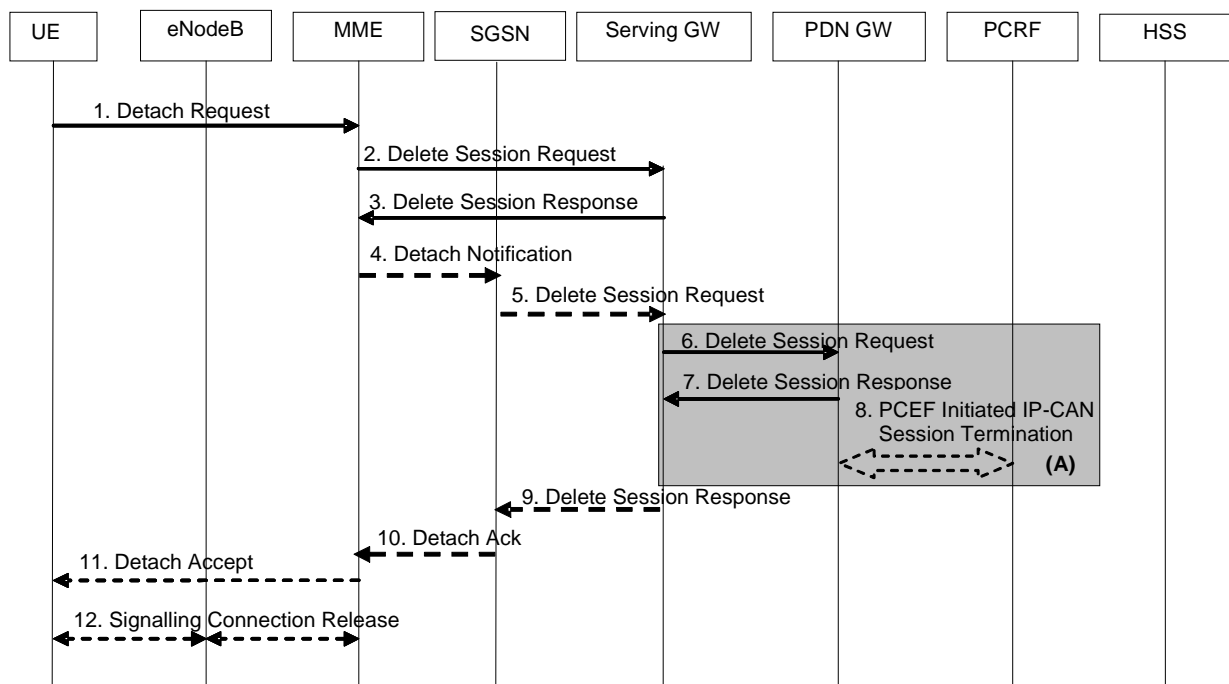 UE
eNodeB
MME
SGSN
Serving GW
PDN GW
PCRF
HSS
1. Detach Request
2. Delete Session Request
3. Delete Session Response
4. Detach Notification
5. Delete Session Request
6. Delete Session Request
7. Delete Session Response
8. PCEF Initiated IP-CAN
Session Termination
(A)
9. Delete Session Response
10. Detach Ack
11. Detach Accept
12. Signalling Connection Release